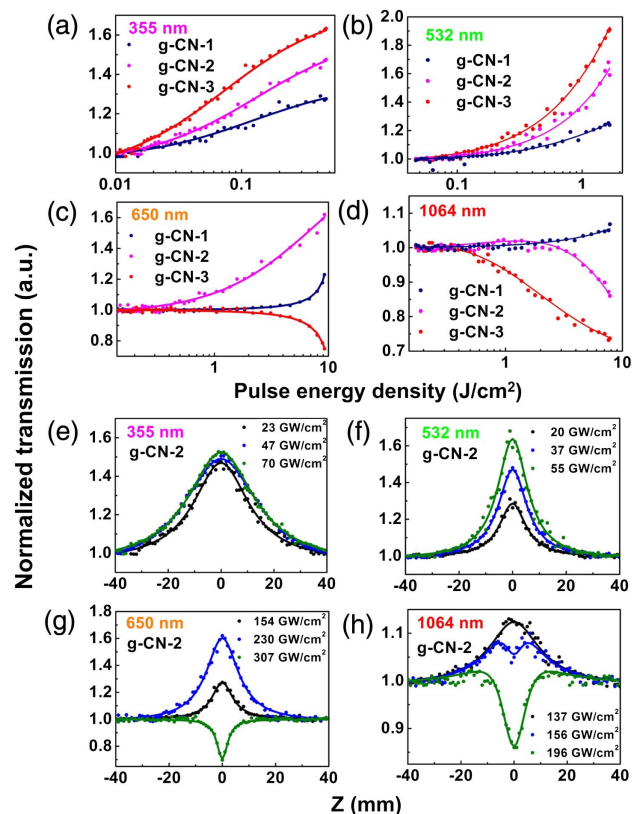 (a)
355 nm
g-CN-1
g-CN-2
g-CN-3
1.6
1.4
1.2
1.0
0.01
0.1
(b)
532 nm
g-CN-1
g-CN-2
g-CN-3
2.0
1.8
1.6
1.4
1.2
1.0
0.1
1
(c)
650 nm
g-CN-1
g-CN-2
g-CN-3
1.6
1.4
1.2
1.0
0.8
1
10
(d)
1064 nm
g-CN-1
g-CN-2
g-CN-3
1.1
1.0
0.9
0.8
0.7
1
10
Normalized transmission (a.u.)
Pulse energy density (J/cm²)
(e)
355 nm
g-CN-2
23 GW/cm²
47 GW/cm²
70 GW/cm²
1.6
1.4
1.2
1.0
-40 -20 0 20 40
(f)
532 nm
g-CN-2
20 GW/cm²
37 GW/cm²
55 GW/cm²
1.8
1.6
1.4
1.2
1.0
-40 -20 0 20 40
(g)
650 nm
g-CN-2
154 GW/cm²
230 GW/cm²
307 GW/cm²
1.6
1.4
1.2
1.0
0.8
-40 -20 0 20 40
(h)
1064 nm
g-CN-2
137 GW/cm²
156 GW/cm²
196 GW/cm²
1.1
1.0
0.9
-40 -20 0 20 40
Z (mm)